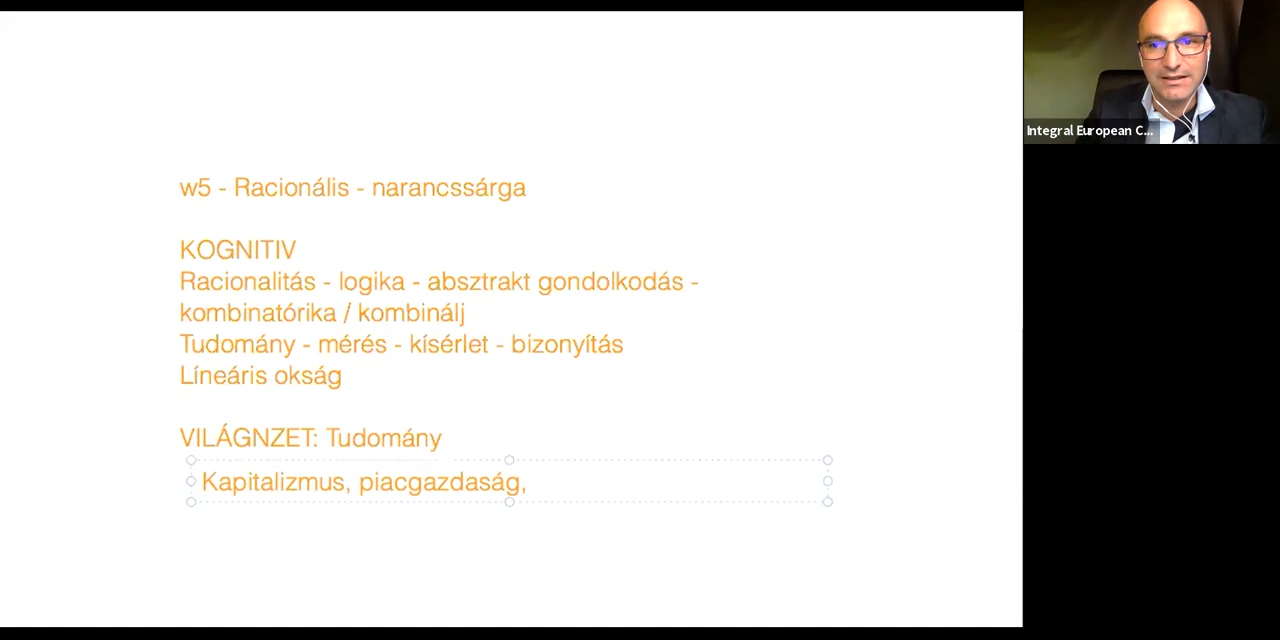 Integral European C...
w5 - Racionális - narancssárga
KOGNITIV
Racionalitás - logika - absztrakt gondolkodás -
kombinatórika / kombinálj
Tudomány - mérés - kísérlet - bizonyítás
Líneáris okság
VILÁGNZET: Tudomány
Kapitalizmus, piacgazdaság,